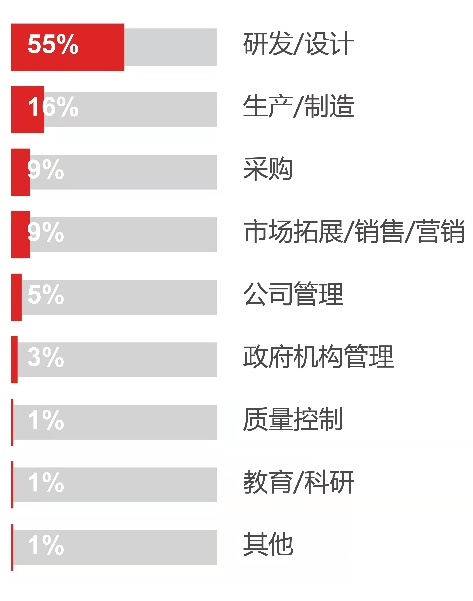 55% 研发/设计
16% 生产/制造
9% 采购
9% 市场拓展/销售/营销
5% 公司管理
3% 政府机构管理
1% 质量控制
1% 教育/科研
1% 其他